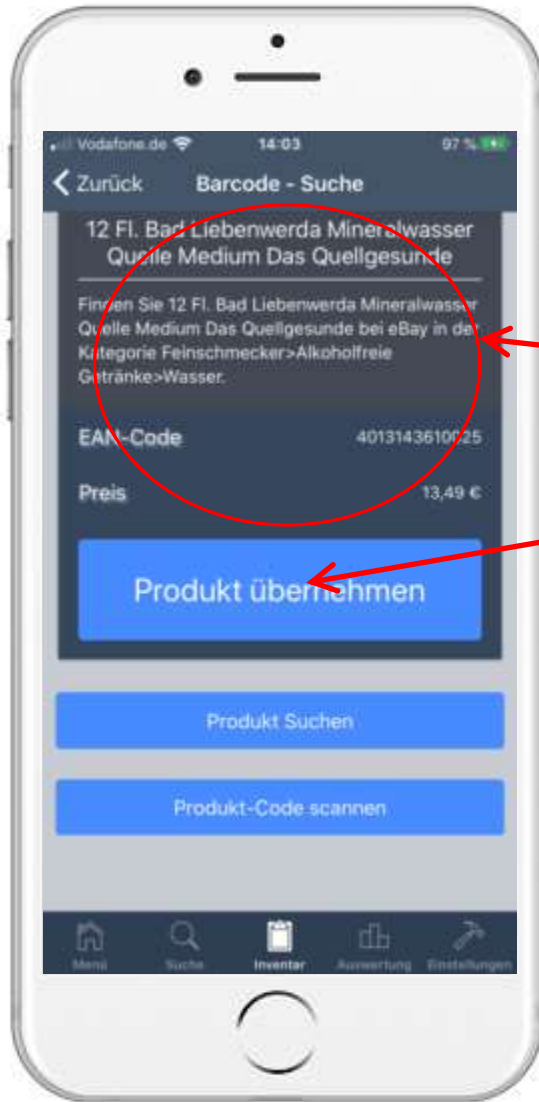 Vodafone.de 14:03 97 %
Zurück Barcode - Suche
12 Fl. Bad Liebenwerda Mineralwasser
Quelle Medium Das Quellgesunde
Finden Sie 12 Fl. Bad Liebenwerda Mineralwasser
Quelle Medium Das Quellgesunde bei eBay in der
Kategorie Feinschmecker>Alkoholfreie
Getränke>Wasser.
EAN-Code 4013143610025
Preis 13,49 €
Produkt übernehmen
Produkt Suchen
Produkt-Code scannen
Menü Suche Inventar Auswertung Einstellungen